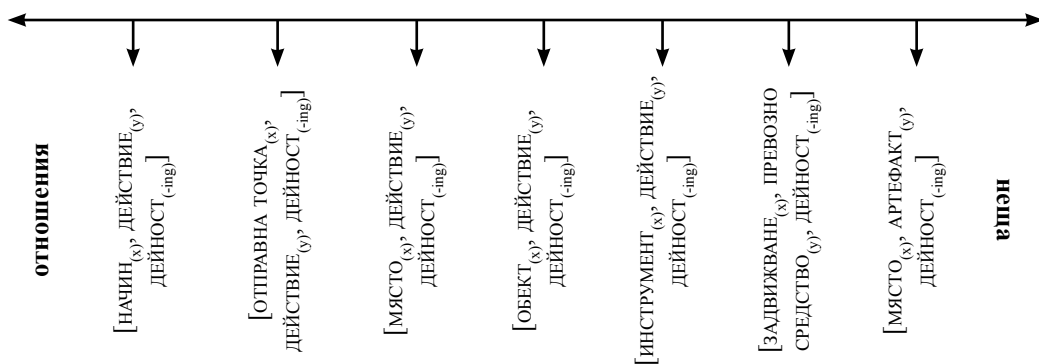 отношения
[НАЧИН(x), ДЕЙСТВИЕ(y),
ДЕЙНОСТ(-ing)]
[ОТПРАВНА ТОЧКА(x),
ДЕЙСТВИЕ(y), ДЕЙНОСТ(-ing)]
[МЯСТО(x), ДЕЙСТВИЕ(y),
ДЕЙНОСТ(-ing)]
[ОБЕКТ(x), ДЕЙСТВИЕ(y),
ДЕЙНОСТ(-ing)]
[ИНСТРУМЕНТ(x), ДЕЙСТВИЕ(y),
ДЕЙНОСТ(-ing)]
[ЗАДВИЖВАНЕ(x), ПРЕВОЗНО
СРЕДСТВО(y), ДЕЙНОСТ(-ing)]
[МЯСТО(x), АРТЕФАКТ(y),
ДЕЙНОСТ(-ing)]
неща